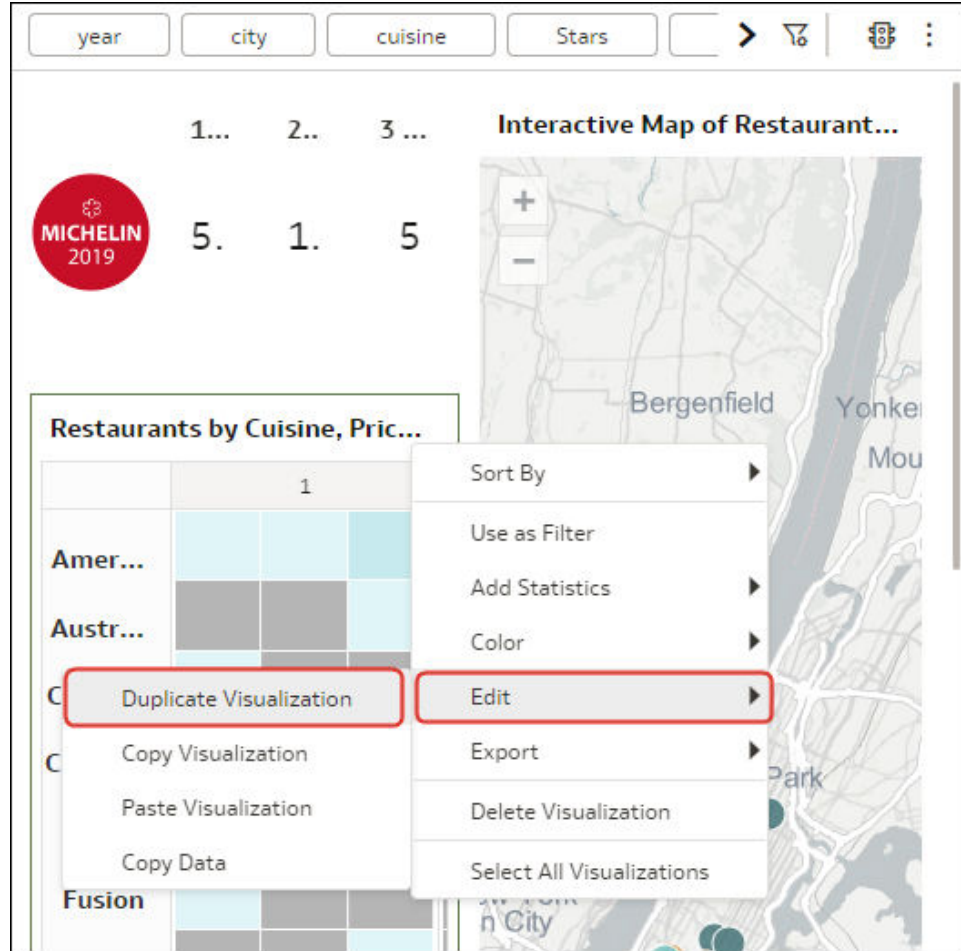 year city cuisine Stars
1... 2.. 3 ...
Interactive Map of Restaurant...
MICHELIN
2019
5. 1. 5
+
−
Bergenfield
Yonke
Mou
Restaurants by Cuisine, Pric...
1
Amer...
Austr...
C
C
Fusion
Sort By
Use as Filter
Add Statistics
Color
Edit
Export
Delete Visualization
Select All Visualizations
Duplicate Visualization
Copy Visualization
Paste Visualization
Copy Data
Park
n City